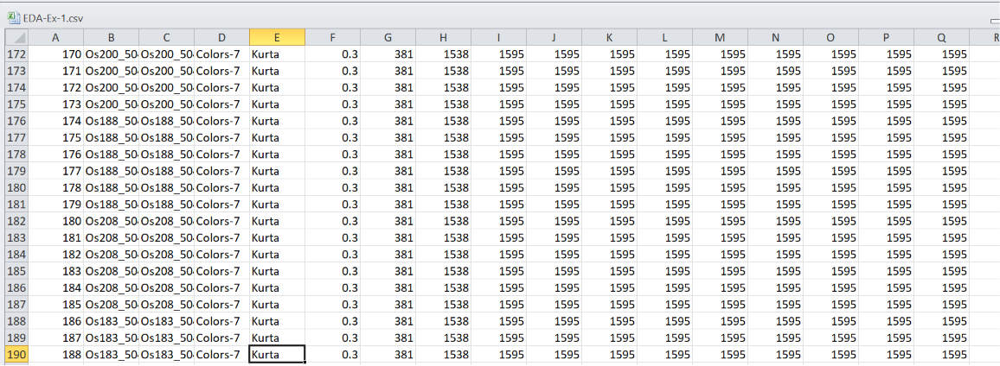 EDA-Ex-1.csv
A B C D E F G H I J K L M N O P Q R
172 170 Os200_50 Os200_50 Colors-7 Kurta 0.3 381 1538 1595 1595 1595 1595 1595 1595 1595 1595 1595
173 171 Os200_50 Os200_50 Colors-7 Kurta 0.3 381 1538 1595 1595 1595 1595 1595 1595 1595 1595 1595
174 172 Os200_50 Os200_50 Colors-7 Kurta 0.3 381 1538 1595 1595 1595 1595 1595 1595 1595 1595 1595
175 173 Os200_50 Os200_50 Colors-7 Kurta 0.3 381 1538 1595 1595 1595 1595 1595 1595 1595 1595 1595
176 174 Os188_50 Os188_50 Colors-7 Kurta 0.3 381 1538 1595 1595 1595 1595 1595 1595 1595 1595 1595
177 175 Os188_50 Os188_50 Colors-7 Kurta 0.3 381 1538 1595 1595 1595 1595 1595 1595 1595 1595 1595
178 176 Os188_50 Os188_50 Colors-7 Kurta 0.3 381 1538 1595 1595 1595 1595 1595 1595 1595 1595 1595
179 177 Os188_50 Os188_50 Colors-7 Kurta 0.3 381 1538 1595 1595 1595 1595 1595 1595 1595 1595 1595
180 178 Os188_50 Os188_50 Colors-7 Kurta 0.3 381 1538 1595 1595 1595 1595 1595 1595 1595 1595 1595
181 179 Os188_50 Os188_50 Colors-7 Kurta 0.3 381 1538 1595 1595 1595 1595 1595 1595 1595 1595 1595
182 180 Os208_50 Os208_50 Colors-7 Kurta 0.3 381 1538 1595 1595 1595 1595 1595 1595 1595 1595 1595
183 181 Os208_50 Os208_50 Colors-7 Kurta 0.3 381 1538 1595 1595 1595 1595 1595 1595 1595 1595 1595
184 182 Os208_50 Os208_50 Colors-7 Kurta 0.3 381 1538 1595 1595 1595 1595 1595 1595 1595 1595 1595
185 183 Os208_50 Os208_50 Colors-7 Kurta 0.3 381 1538 1595 1595 1595 1595 1595 1595 1595 1595 1595
186 184 Os208_50 Os208_50 Colors-7 Kurta 0.3 381 1538 1595 1595 1595 1595 1595 1595 1595 1595 1595
187 185 Os208_50 Os208_50 Colors-7 Kurta 0.3 381 1538 1595 1595 1595 1595 1595 1595 1595 1595 1595
188 186 Os183_50 Os183_50 Colors-7 Kurta 0.3 381 1538 1595 1595 1595 1595 1595 1595 1595 1595 1595
189 187 Os183_50 Os183_50 Colors-7 Kurta 0.3 381 1538 1595 1595 1595 1595 1595 1595 1595 1595 1595
190 188 Os183_50 Os183_50 Colors-7 Kurta 0.3 381 1538 1595 1595 1595 1595 1595 1595 1595 1595 1595